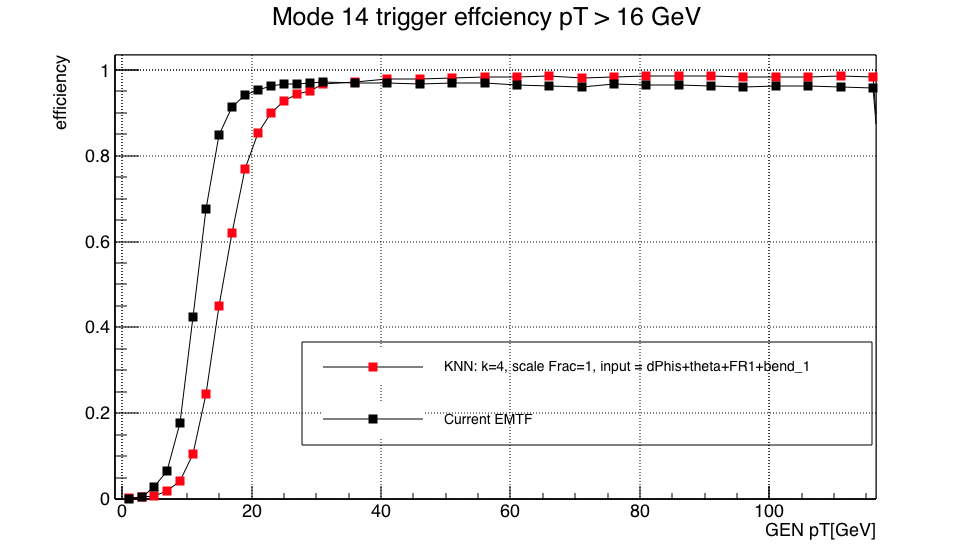 Mode 14 trigger effciency pT > 16 GeV
efficiency
1
0.8
0.6
0.4
0.2
0
KNN: k=4, scale Frac=1, input = dPhis+theta+FR1+bend_1
Current EMTF
0 20 40 60 80 100
GEN pT[GeV]